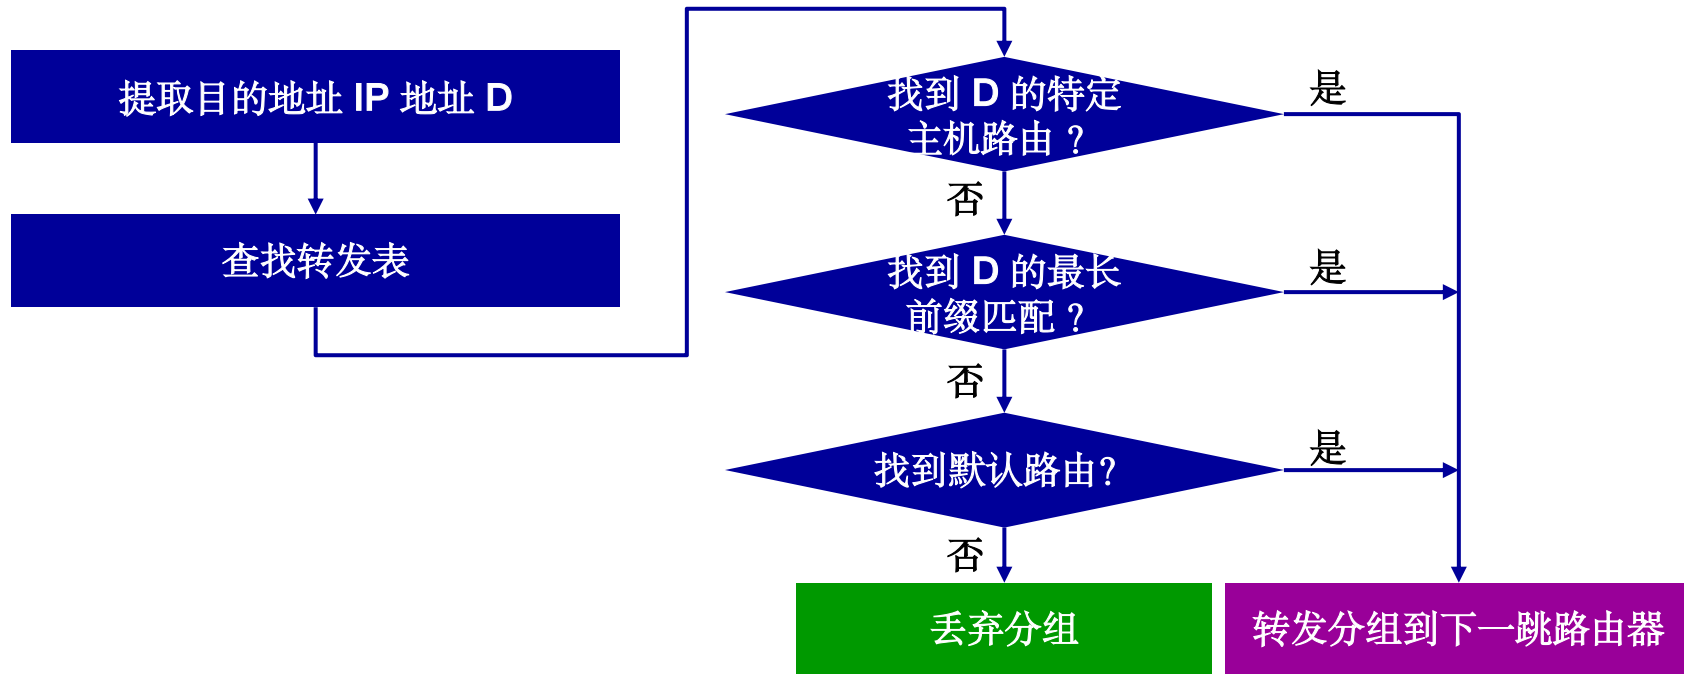 提取目的地址 IP 地址 D
查找转发表
找到 D 的特定
主机路由？
是
否
找到 D 的最长
前缀匹配？
是
否
找到默认路由?
是
否
丢弃分组
转发分组到下一跳路由器